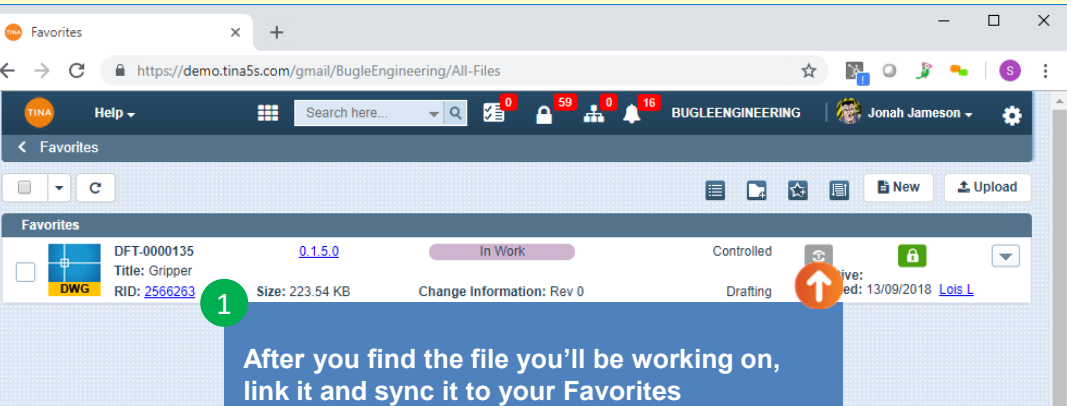 TINA Favorites × +
https://demo.tina5s.com/gmail/BugleEngineering/All-Files S
TINA Help Search here... 0 59 0 16 BUGLEENGINEERING Jonah Jameson
Favorites
New Upload
Favorites
DFT-0000135 0.1.5.0 In Work Controlled
Title: Gripper
DWG RID: 2566263 Size: 223.54 KB Change Information: Rev 0 Drafting 13/09/2018 Lois L
1
After you find the file you’ll be working on,
link it and sync it to your Favorites